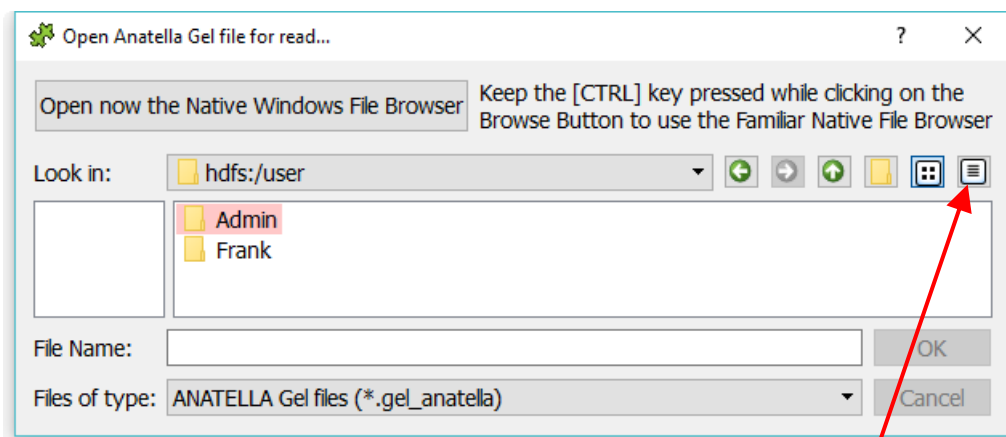 Open Anatella Gel file for read...
?
Open now the Native Windows File Browser
Keep the [CTRL] key pressed while clicking on the
Browse Button to use the Familiar Native File Browser
Look in:
hdfs:/user
Admin
Frank
File Name:
OK
Files of type:
ANATELLA Gel files (*.gel_anatella)
Cancel